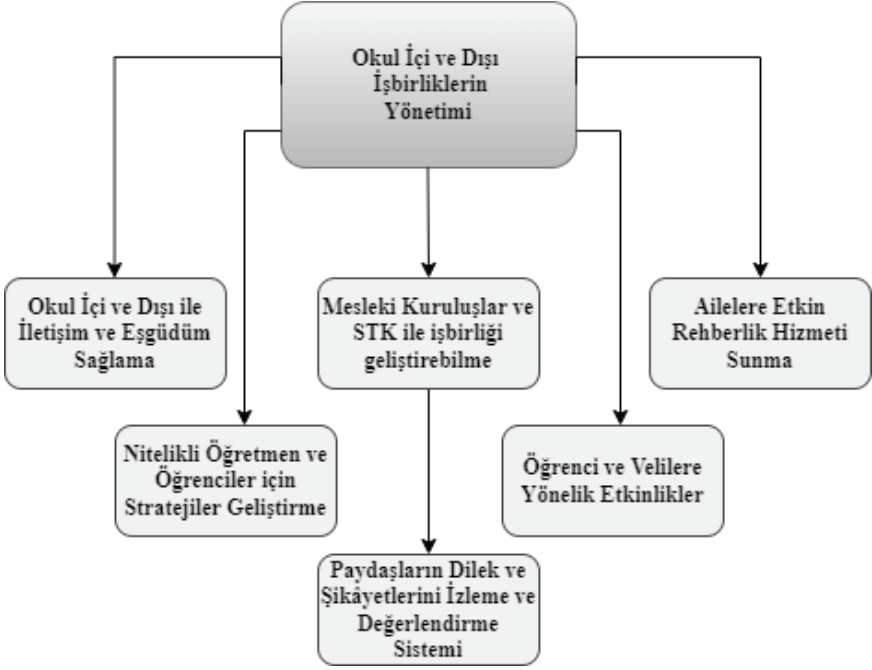 Okul İçi ve Dışı
İşbirliklerin
Yönetimi
Okul İçi ve Dışı ile
İletişim ve Eşgüdüm
Sağlama
Mesleki Kuruluşlar ve
STK ile işbirliği
geliştirebilme
Ailelere Etkin
Rehberlik Hizmeti
Sunma
Nitelikli Öğretmen ve
Öğrenciler için
Stratejiler Geliştirme
Öğrenci ve Velilere
Yönelik Etkinlikler
Paydaşların Dilek ve
Şikâyetlerini İzleme ve
Değerlendirme
Sistemi